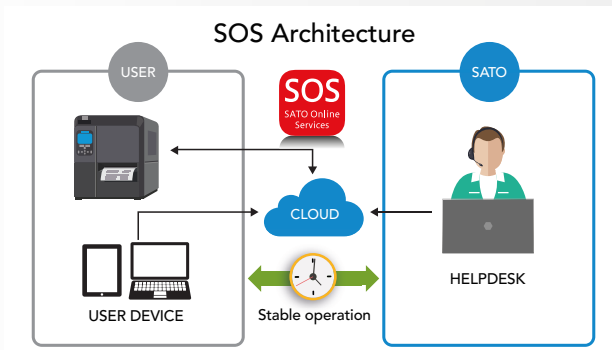 SOS Architecture
USER
SATO
SOS
SATO Online
Services
CLOUD
USER DEVICE
Stable operation
HELPDESK